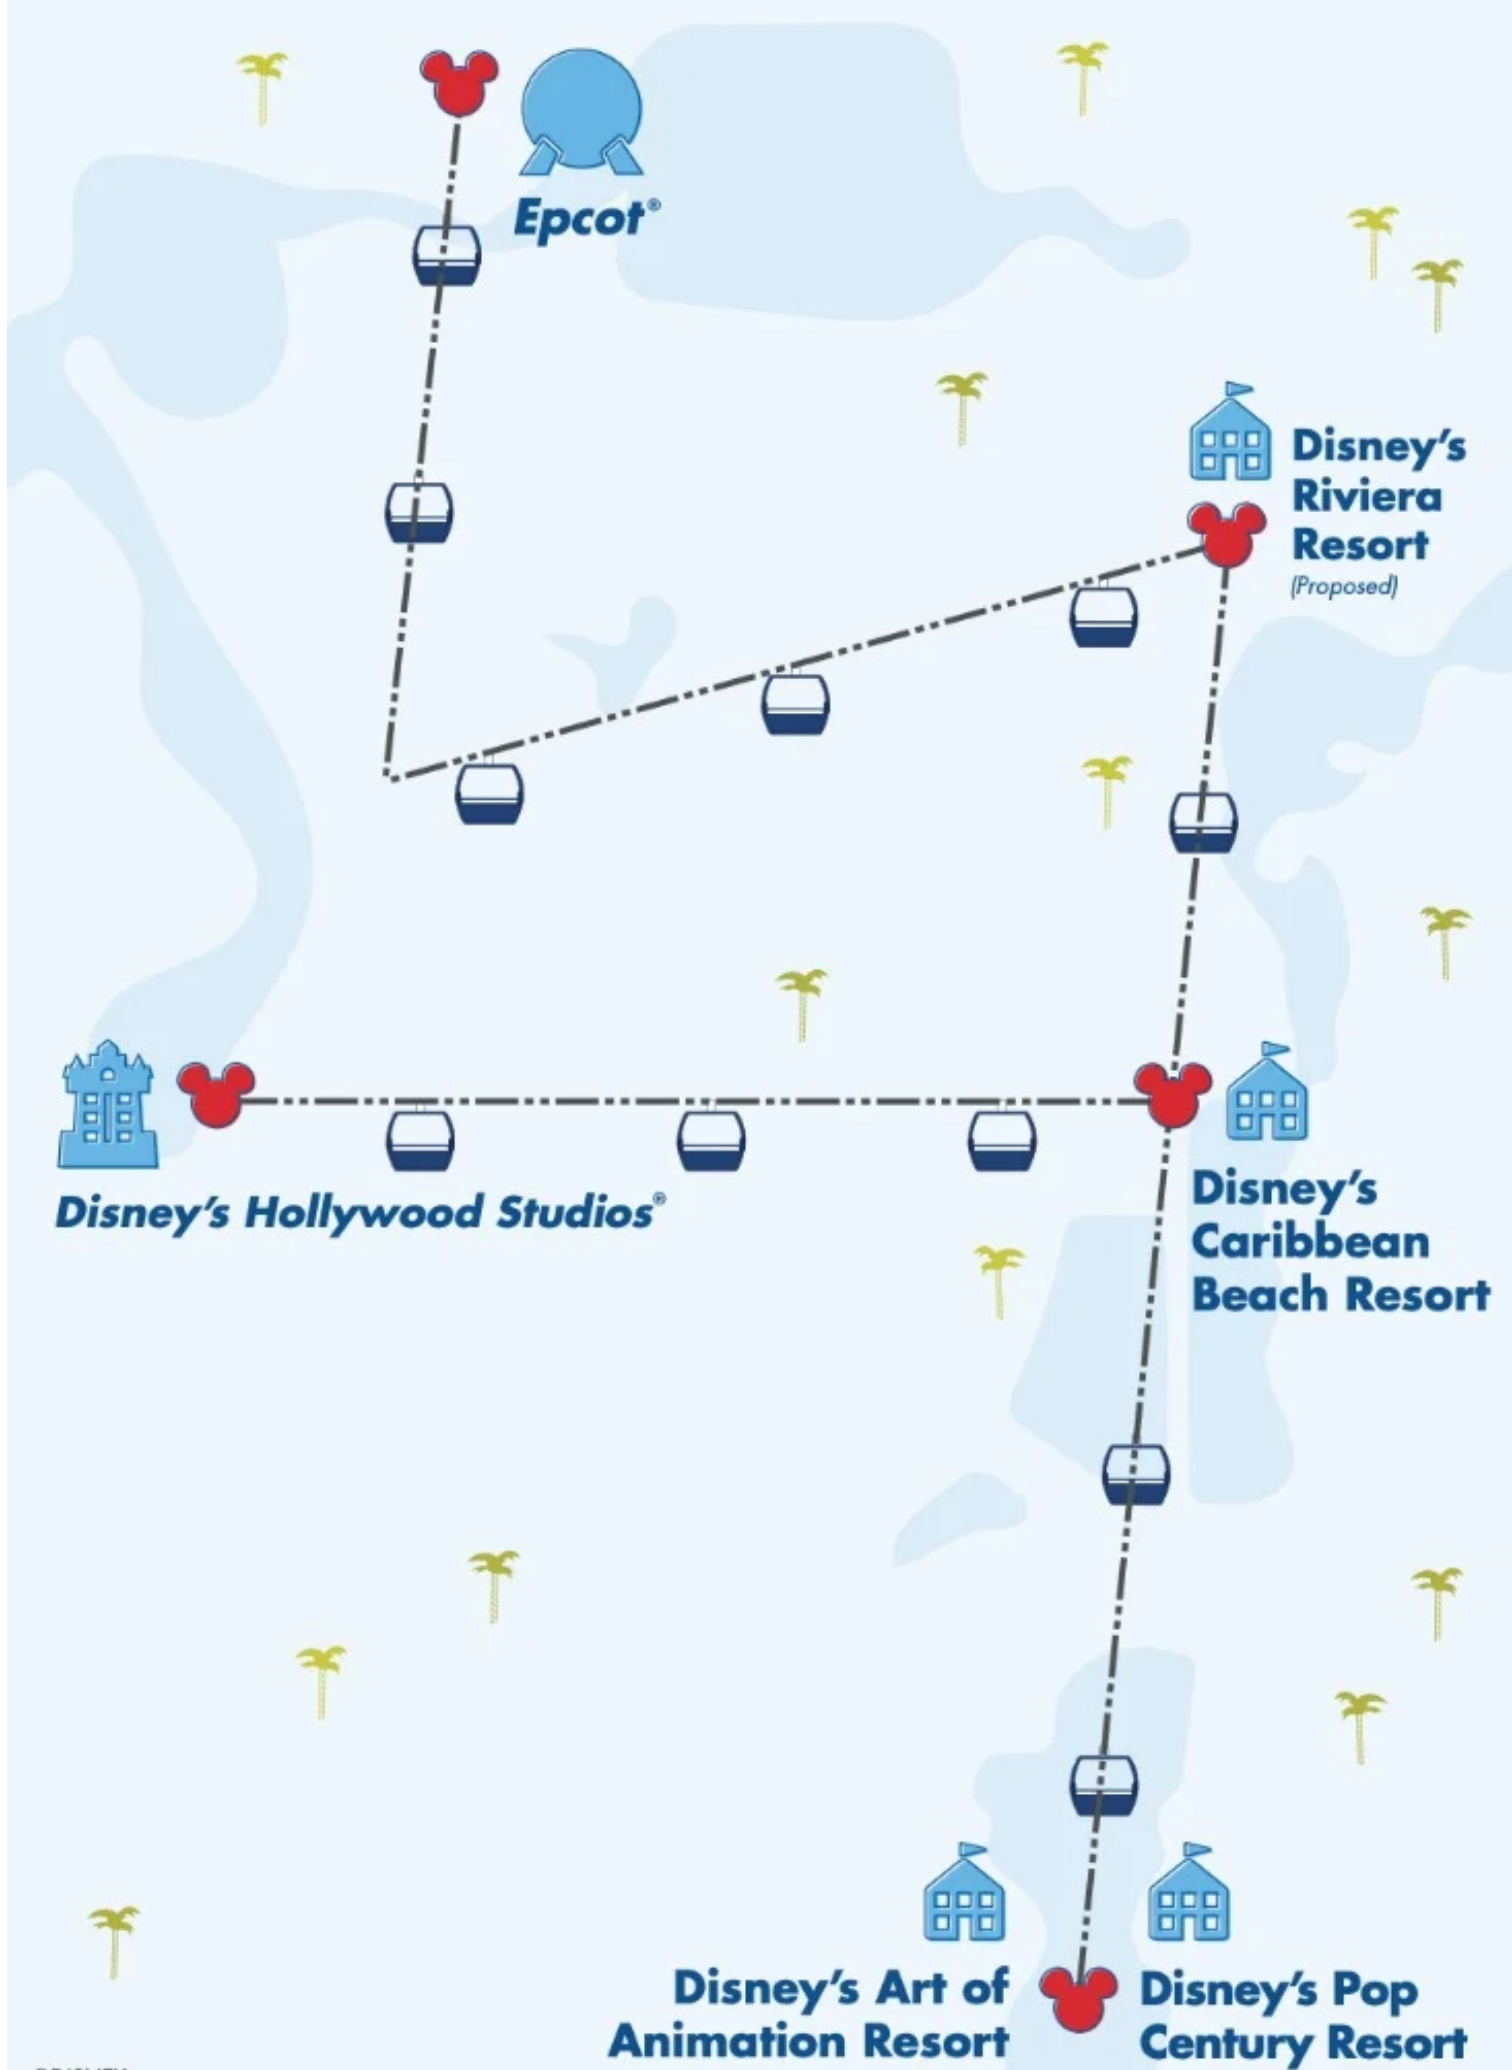 Epcot®
Disney's
Riviera
Resort
(Proposed)
Disney's Hollywood Studios®
Disney's
Caribbean
Beach Resort
Disney's Art of
Animation Resort
Disney's Pop
Century Resort